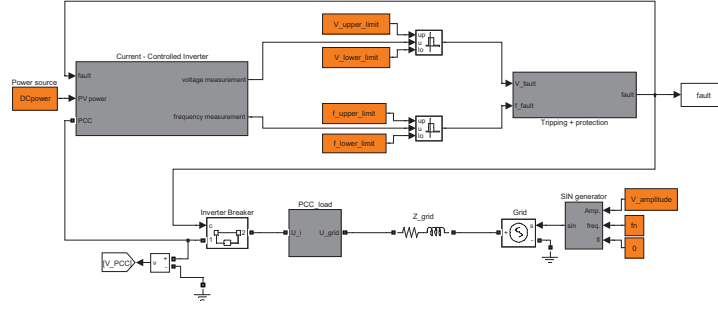 V_upper_limit
V_lower_limit
up
u
lo
Current - Controlled Inverter
fault
PV power
PCC
voltage measurement
frequency measurement
Power source
DCpower
f_upper_limit
f_lower_limit
up
u
lo
V_fault
f_fault
fault
Tripping + protection
fault
Inverter Breaker
c
1
2
PCC_load
U_i
U_grid
Z_grid
Grid
s
+
-
SIN generator
sin
Amp.
freq.
fi
V_amplitude
fn
0
[V_PCC]
v
+
-